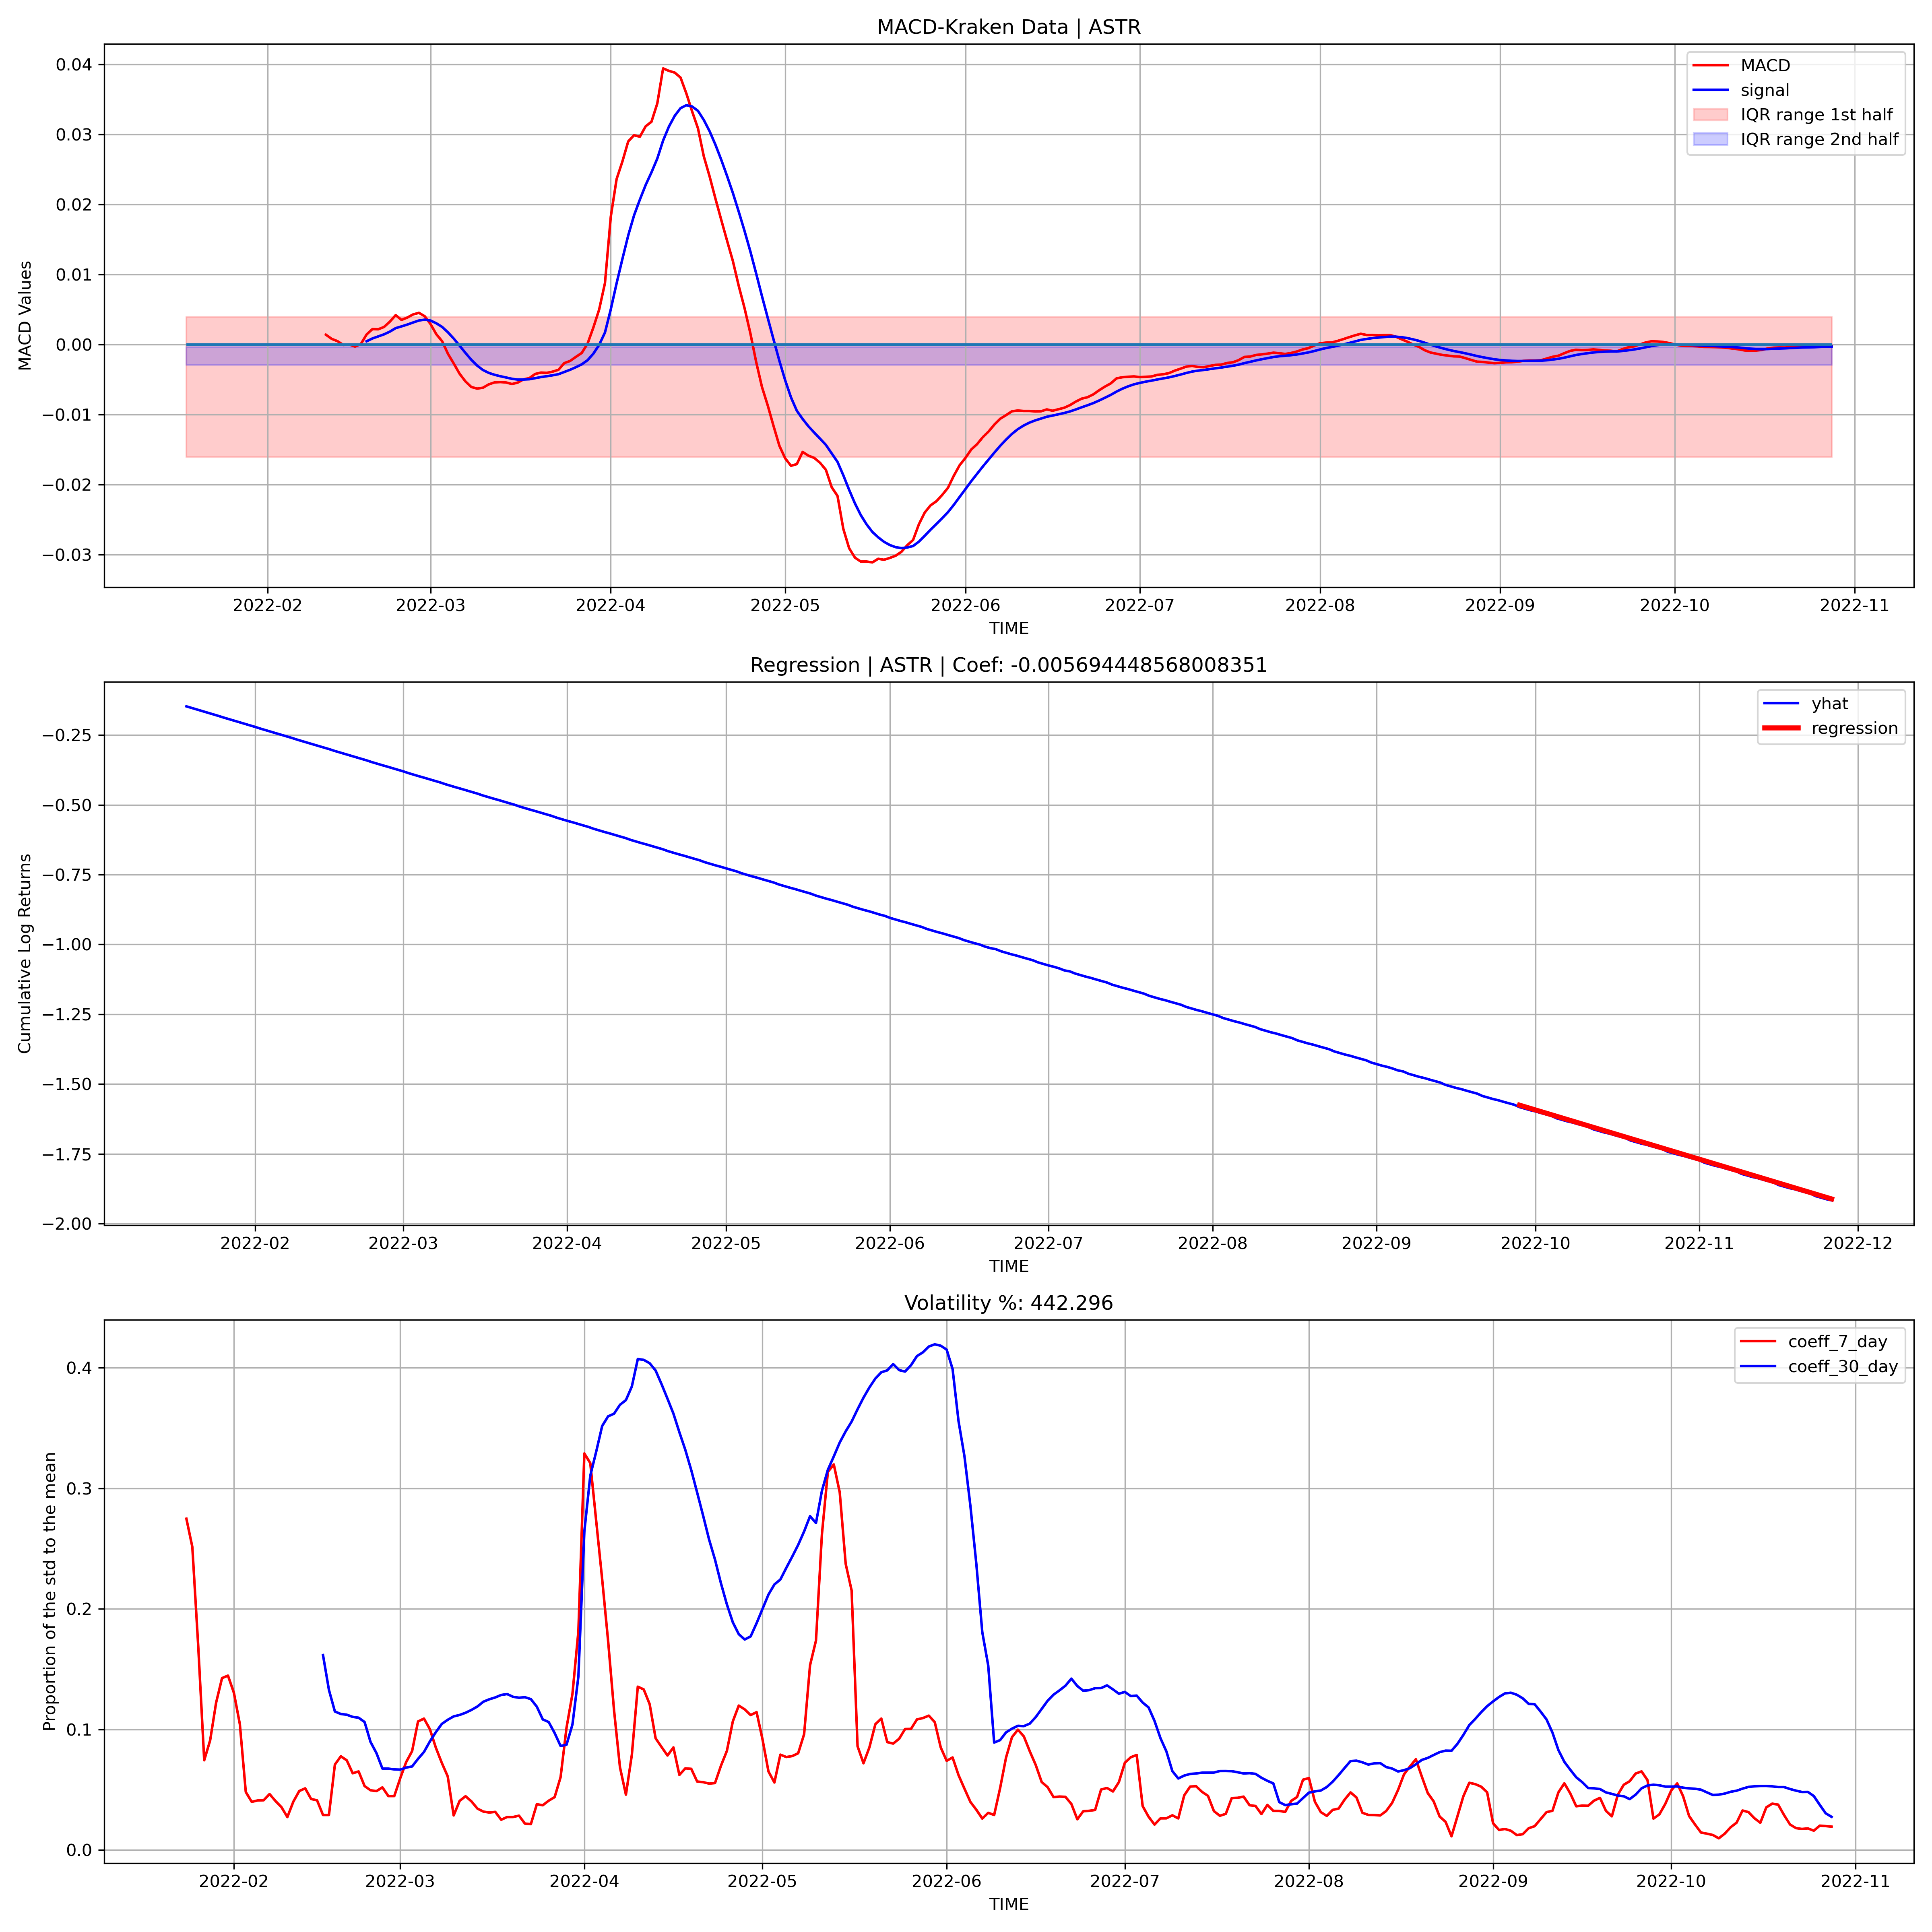 MACD-Kraken Data | ASTR
MACD Values
0.04
0.03
0.02
0.01
0.00
−0.01
−0.02
−0.03
MACD
signal
IQR range 1st half
IQR range 2nd half
2022-02 2022-03 2022-04 2022-05 2022-06 2022-07 2022-08 2022-09 2022-10 2022-11
TIME
Regression | ASTR | Coef: -0.005694448568008351
Cumulative Log Returns
−0.25
−0.50
−0.75
−1.00
−1.25
−1.50
−1.75
−2.00
yhat
regression
2022-02 2022-03 2022-04 2022-05 2022-06 2022-07 2022-08 2022-09 2022-10 2022-11 2022-12
TIME
Volatility %: 442.296
Proportion of the std to the mean
0.4
0.3
0.2
0.1
0.0
coeff_7_day
coeff_30_day
2022-02 2022-03 2022-04 2022-05 2022-06 2022-07 2022-08 2022-09 2022-10 2022-11
TIME